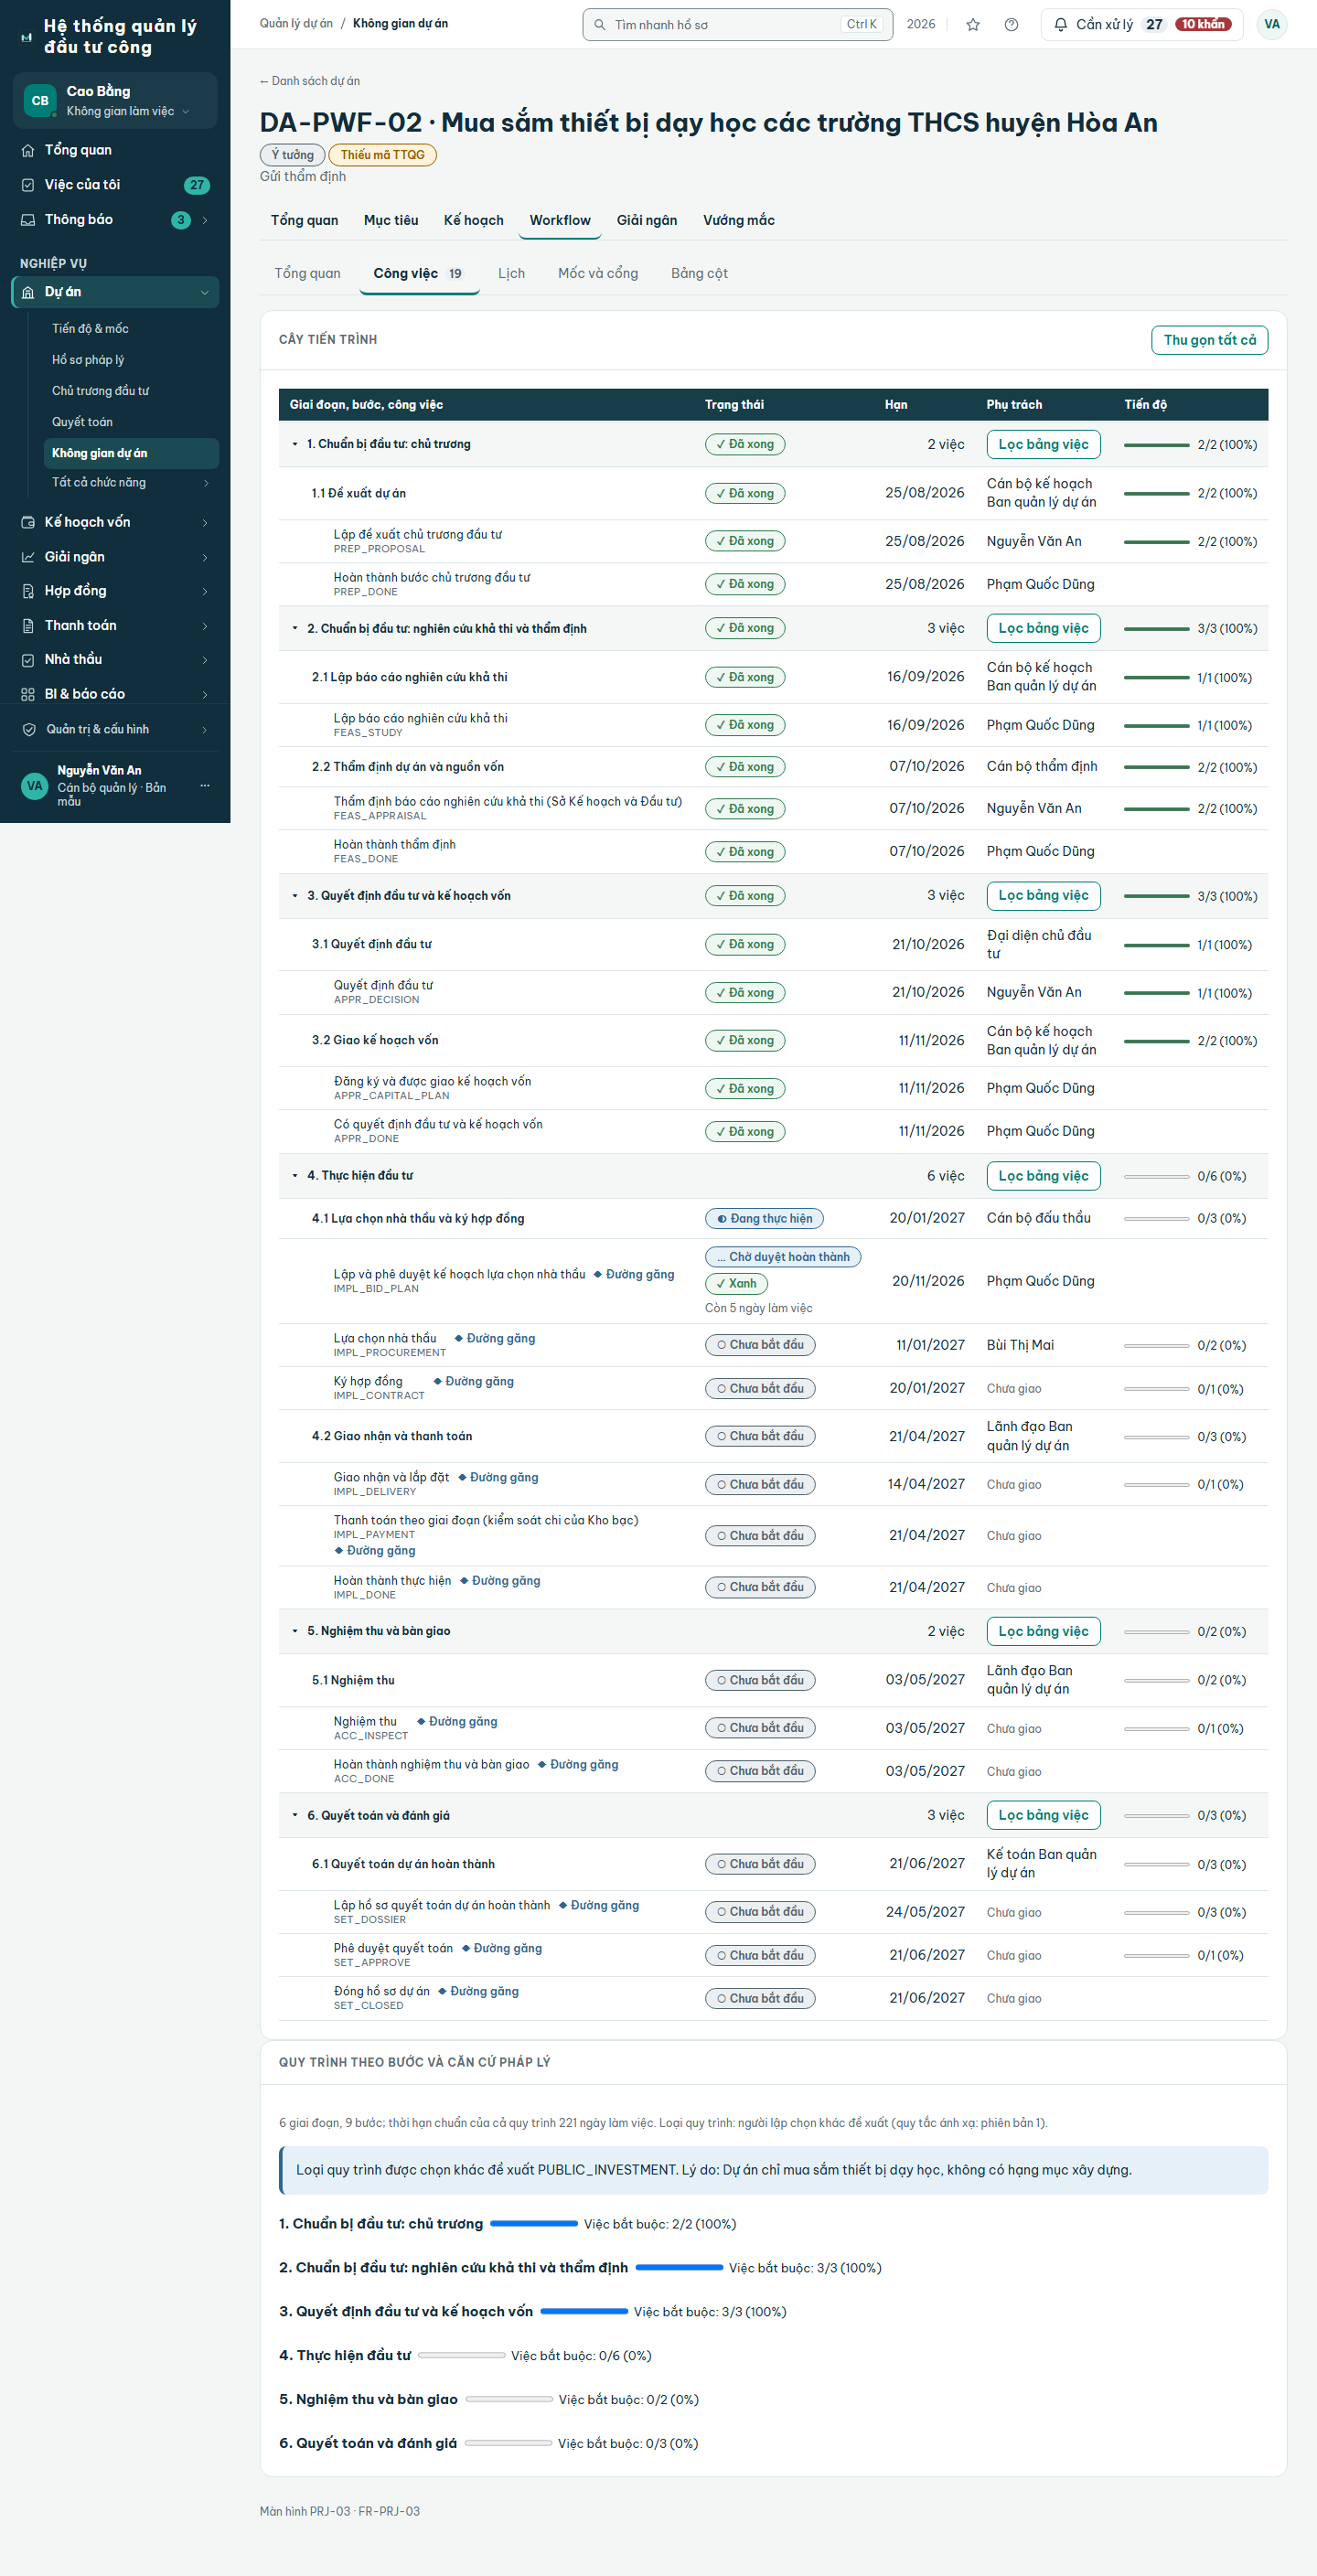 Hệ thống quản lý
đầu tư công
CB
Cao Bằng
Không gian làm việc
Tổng quan
Việc của tôi 27
Thông báo 3
NGHIỆP VỤ
Dự án
Tiến độ & mốc
Hồ sơ pháp lý
Chủ trương đầu tư
Quyết toán
Không gian dự án
Tất cả chức năng
Kế hoạch vốn
Giải ngân
Hợp đồng
Thanh toán
Nhà thầu
BI & báo cáo
Quản trị & cấu hình
VA
Nguyễn Văn An
Cán bộ quản lý · Bản
mẫu
Quản lý dự án / Không gian dự án
Tìm nhanh hồ sơ Ctrl K
2026
Cần xử lý 27 10 khẩn
VA
← Danh sách dự án
DA-PWF-02 · Mua sắm thiết bị dạy học các trường THCS huyện Hòa An
Ý tưởng Thiếu mã TTQG
Gửi thẩm định
Tổng quan Mục tiêu Kế hoạch Workflow Giải ngân Vướng mắc
Tổng quan Công việc 19 Lịch Mốc và cổng Bảng cột
CÂY TIẾN TRÌNH Thu gọn tất cả
Giai đoạn, bước, công việc Trạng thái Hạn Phụ trách Tiến độ
1. Chuẩn bị đầu tư: chủ trương ✓ Đã xong 2 việc Lọc bảng việc 2/2 (100%)
1.1 Đề xuất dự án ✓ Đã xong 25/08/2026 Cán bộ kế hoạch 2/2 (100%)
Ban quản lý dự án
Lập đề xuất chủ trương đầu tư ✓ Đã xong 25/08/2026 Nguyễn Văn An 2/2 (100%)
PREP_PROPOSAL
Hoàn thành bước chủ trương đầu tư ✓ Đã xong 25/08/2026 Phạm Quốc Dũng
PREP_DONE
2. Chuẩn bị đầu tư: nghiên cứu khả thi và thẩm định ✓ Đã xong 3 việc Lọc bảng việc 3/3 (100%)
2.1 Lập báo cáo nghiên cứu khả thi ✓ Đã xong 16/09/2026 Cán bộ kế hoạch 1/1 (100%)
Ban quản lý dự án
Lập báo cáo nghiên cứu khả thi ✓ Đã xong 16/09/2026 Phạm Quốc Dũng 1/1 (100%)
FEAS_STUDY
2.2 Thẩm định dự án và nguồn vốn ✓ Đã xong 07/10/2026 Cán bộ thẩm định 2/2 (100%)
Thẩm định báo cáo nghiên cứu khả thi (Sở Kế hoạch và Đầu tư) ✓ Đã xong 07/10/2026 Nguyễn Văn An 2/2 (100%)
FEAS_APPRAISAL
Hoàn thành thẩm định ✓ Đã xong 07/10/2026 Phạm Quốc Dũng
FEAS_DONE
3. Quyết định đầu tư và kế hoạch vốn ✓ Đã xong 3 việc Lọc bảng việc 3/3 (100%)
3.1 Quyết định đầu tư ✓ Đã xong 21/10/2026 Đại diện chủ đầu 1/1 (100%)
tư
Quyết định đầu tư ✓ Đã xong 21/10/2026 Nguyễn Văn An 1/1 (100%)
APPR_DECISION
3.2 Giao kế hoạch vốn ✓ Đã xong 11/11/2026 Cán bộ kế hoạch 2/2 (100%)
Ban quản lý dự án
Đăng ký và được giao kế hoạch vốn ✓ Đã xong 11/11/2026 Phạm Quốc Dũng
APPR_CAPITAL_PLAN
Có quyết định đầu tư và kế hoạch vốn ✓ Đã xong 11/11/2026 Phạm Quốc Dũng
APPR_DONE
4. Thực hiện đầu tư 6 việc Lọc bảng việc 0/6 (0%)
4.1 Lựa chọn nhà thầu và ký hợp đồng Đang thực hiện 20/01/2027 Cán bộ đấu thầu 0/3 (0%)
Lập và phê duyệt kế hoạch lựa chọn nhà thầu ◆ Đường găng … Chờ duyệt hoàn thành 20/11/2026 Phạm Quốc Dũng
IMPL_BID_PLAN ✓ Xanh
Còn 5 ngày làm việc
Lựa chọn nhà thầu ◆ Đường găng Chưa bắt đầu 11/01/2027 Bùi Thị Mai 0/2 (0%)
IMPL_PROCUREMENT
Ký hợp đồng ◆ Đường găng Chưa bắt đầu 20/01/2027 Chưa giao 0/1 (0%)
IMPL_CONTRACT
4.2 Giao nhận và thanh toán Chưa bắt đầu 21/04/2027 Lãnh đạo Ban 0/3 (0%)
quản lý dự án
Giao nhận và lắp đặt ◆ Đường găng Chưa bắt đầu 14/04/2027 Chưa giao 0/1 (0%)
IMPL_DELIVERY
Thanh toán theo giai đoạn (kiểm soát chi của Kho bạc) Chưa bắt đầu 21/04/2027 Chưa giao
IMPL_PAYMENT
◆ Đường găng
Hoàn thành thực hiện ◆ Đường găng Chưa bắt đầu 21/04/2027 Chưa giao
IMPL_DONE
5. Nghiệm thu và bàn giao 2 việc Lọc bảng việc 0/2 (0%)
5.1 Nghiệm thu Chưa bắt đầu 03/05/2027 Lãnh đạo Ban 0/2 (0%)
quản lý dự án
Nghiệm thu ◆ Đường găng Chưa bắt đầu 03/05/2027 Chưa giao 0/1 (0%)
ACC_INSPECT
Hoàn thành nghiệm thu và bàn giao ◆ Đường găng Chưa bắt đầu 03/05/2027 Chưa giao
ACC_DONE
6. Quyết toán và đánh giá 3 việc Lọc bảng việc 0/3 (0%)
6.1 Quyết toán dự án hoàn thành Chưa bắt đầu 21/06/2027 Kế toán Ban quản 0/3 (0%)
lý dự án
Lập hồ sơ quyết toán dự án hoàn thành ◆ Đường găng Chưa bắt đầu 24/05/2027 Chưa giao 0/3 (0%)
SET_DOSSIER
Phê duyệt quyết toán ◆ Đường găng Chưa bắt đầu 21/06/2027 Chưa giao 0/1 (0%)
SET_APPROVE
Đóng hồ sơ dự án ◆ Đường găng Chưa bắt đầu 21/06/2027 Chưa giao
SET_CLOSED
QUY TRÌNH THEO BƯỚC VÀ CĂN CỨ PHÁP LÝ
6 giai đoạn, 9 bước; thời hạn chuẩn của cả quy trình 221 ngày làm việc. Loại quy trình: người lập chọn khác đề xuất (quy tắc ánh xạ: phiên bản 1).
Loại quy trình được chọn khác đề xuất PUBLIC_INVESTMENT. Lý do: Dự án chỉ mua sắm thiết bị dạy học, không có hạng mục xây dựng.
1. Chuẩn bị đầu tư: chủ trương Việc bắt buộc: 2/2 (100%)
2. Chuẩn bị đầu tư: nghiên cứu khả thi và thẩm định Việc bắt buộc: 3/3 (100%)
3. Quyết định đầu tư và kế hoạch vốn Việc bắt buộc: 3/3 (100%)
4. Thực hiện đầu tư Việc bắt buộc: 0/6 (0%)
5. Nghiệm thu và bàn giao Việc bắt buộc: 0/2 (0%)
6. Quyết toán và đánh giá Việc bắt buộc: 0/3 (0%)
Màn hình PRJ-03 · FR-PRJ-03